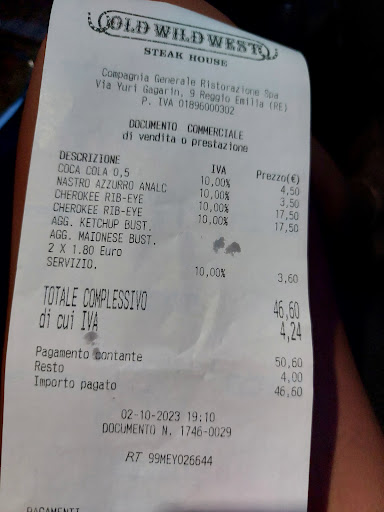 OLD WILD WEST
STEAK HOUSE
Compagnia Generale Ristorazione Spa
Via Yuri Gagarin, 9 Reggio Emilia (RE)
P. IVA 01896000302
DOCUMENTO COMMERCIALE
di vendita o prestazione
DESCRIZIONE IVA Prezzo(€)
COCA COLA 0,5 10,00% 4,50
NASTRO AZZURRO ANALC 10,00% 3,50
CHEROKEE RIB-EYE 10,00% 17,50
CHEROKEE RIB-EYE 10,00% 17,50
AGG. KETCHUP BUST.
AGG. MAIONESE BUST.
2 X 1.80 Euro
SERVIZIO. 10,00% 3,60
TOTALE COMPLESSIVO 46,60
di cui IVA 4,24
Pagamento contante 50,60
Resto 4,00
Importo pagato 46,60
02-10-2023 19:10
DOCUMENTO N. 1746-0029
RT 99MEY026644
PAGAMENTI